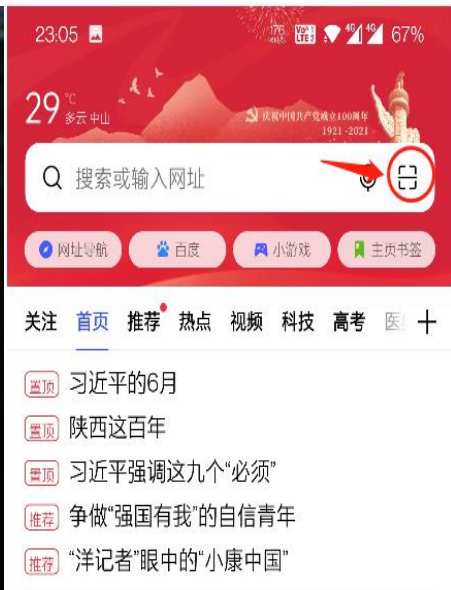 23:05 67%
29℃
多云 中山
庆祝中国共产党成立100周年
1921-2021
搜索或输入网址
网址导航 百度 小游戏 主页书签
关注 首页 推荐 热点 视频 科技 高考
置顶 习近平的6月
置顶 陕西这百年
置顶 习近平强调这九个“必须”
推荐 争做“强国有我”的自信青年
推荐 “洋记者”眼中的“小康中国”